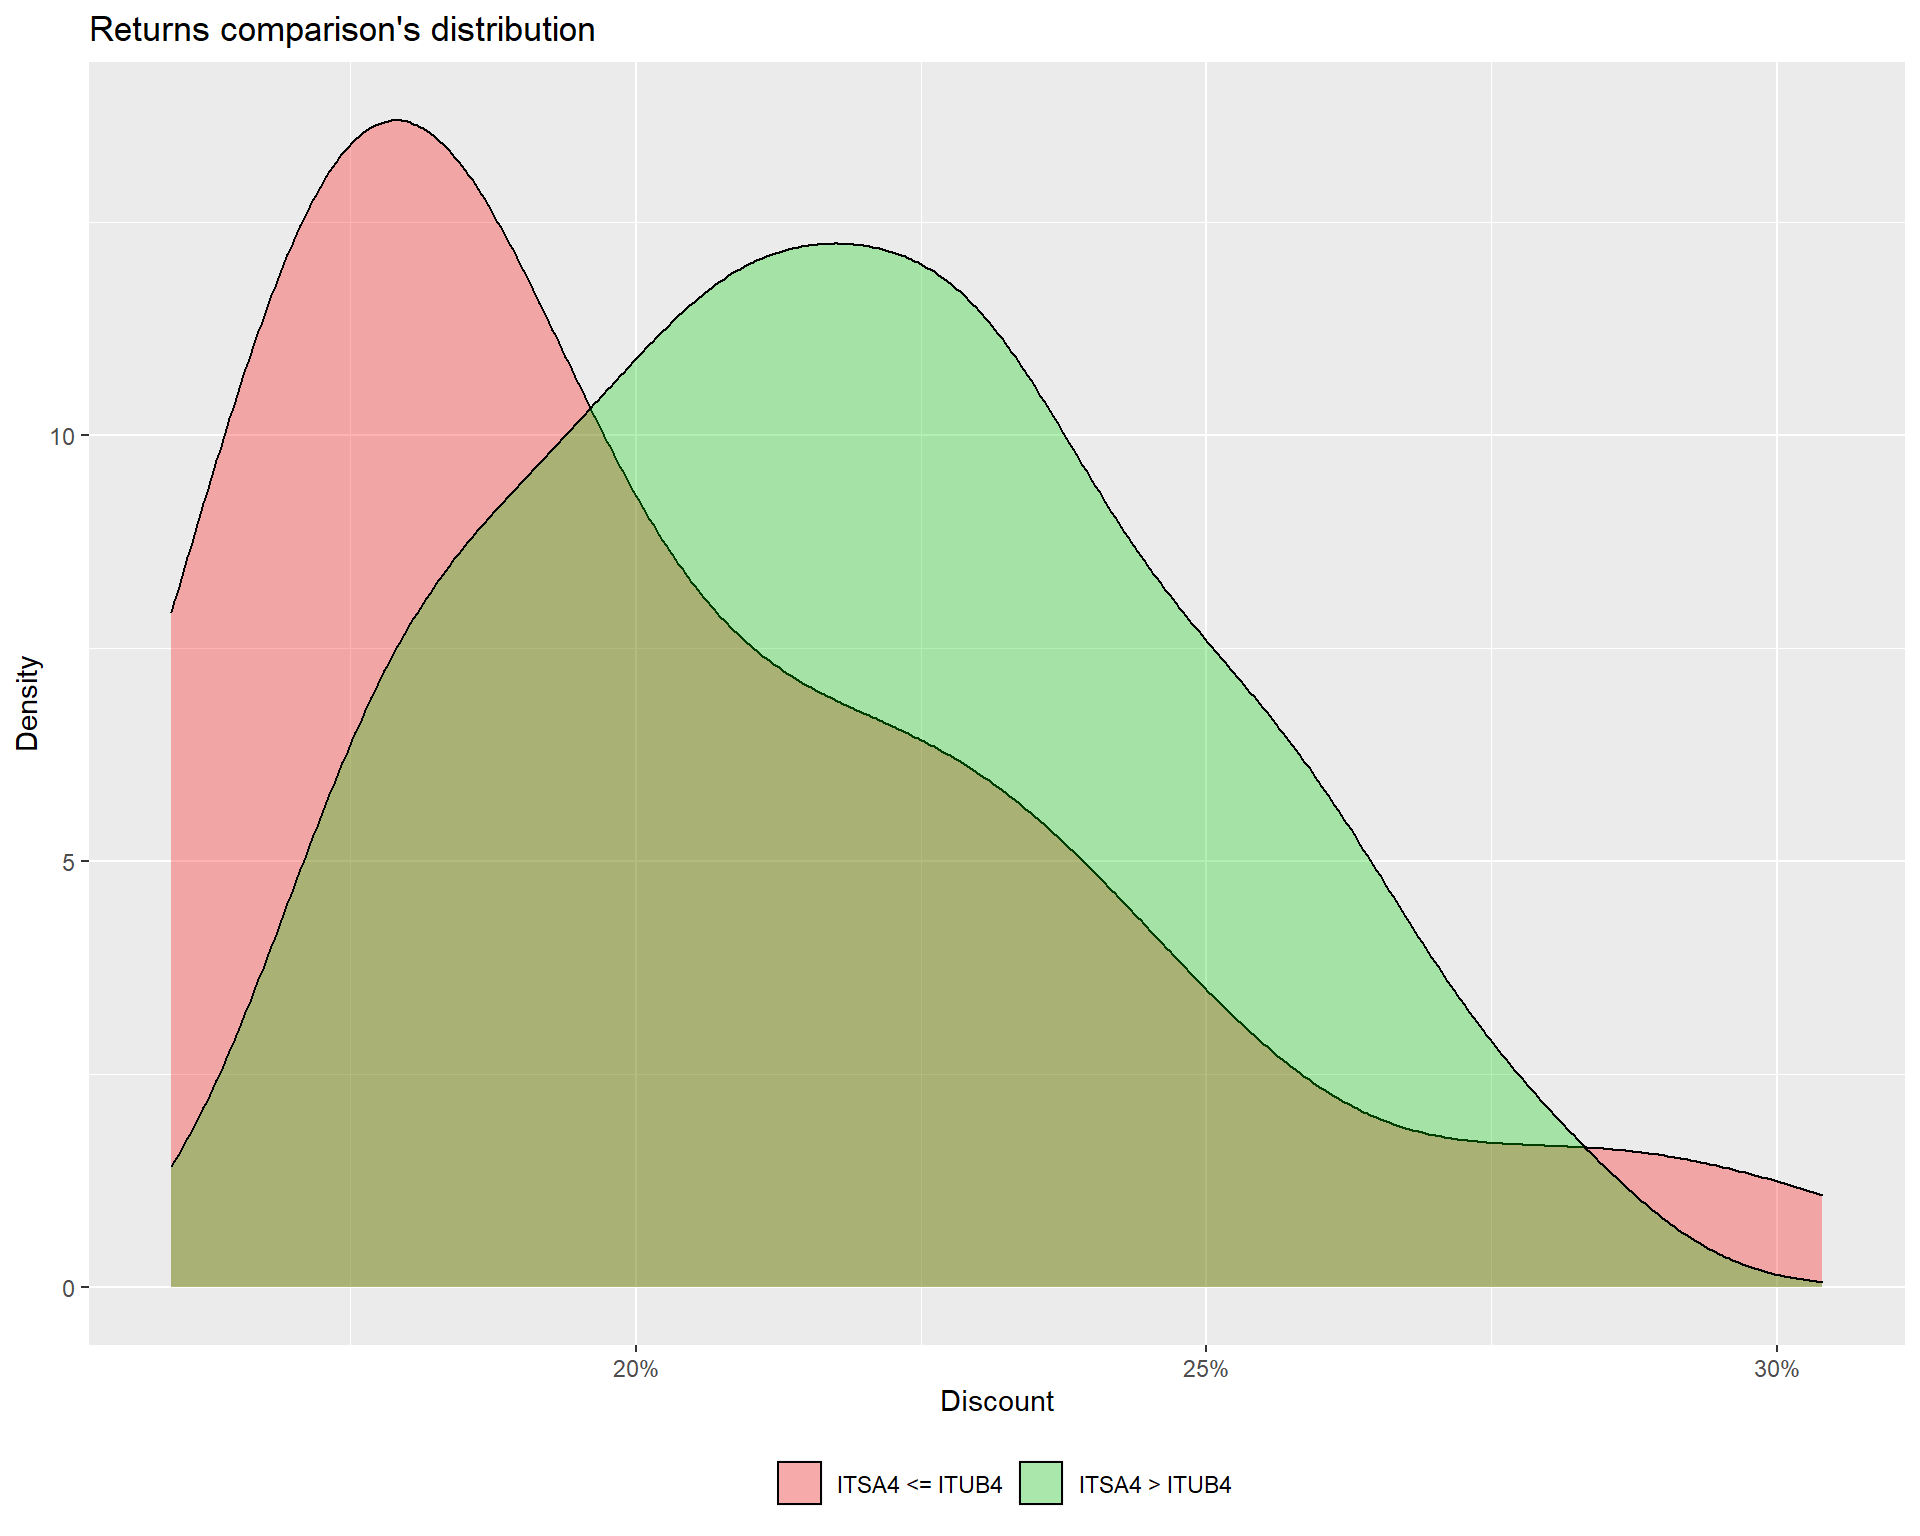 Returns comparison's distribution
Density
10
5
0
20%
25%
30%
Discount
ITSA4 <= ITUB4
ITSA4 > ITUB4